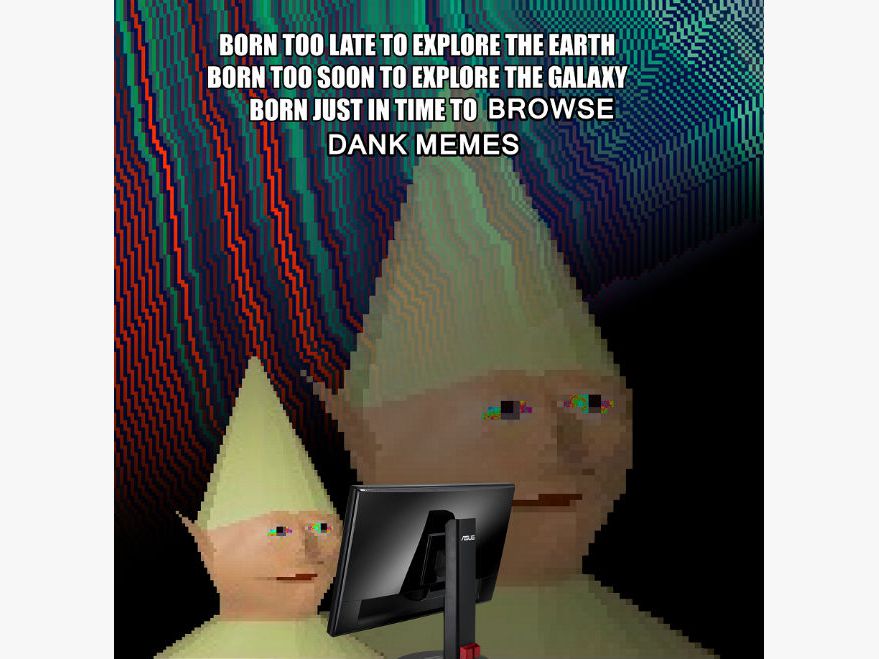 BORN TOO LATE TO EXPLORE THE EARTH
BORN TOO SOON TO EXPLORE THE GALAXY
BORN JUST IN TIME TO BROWSE
DANK MEMES
ASUS